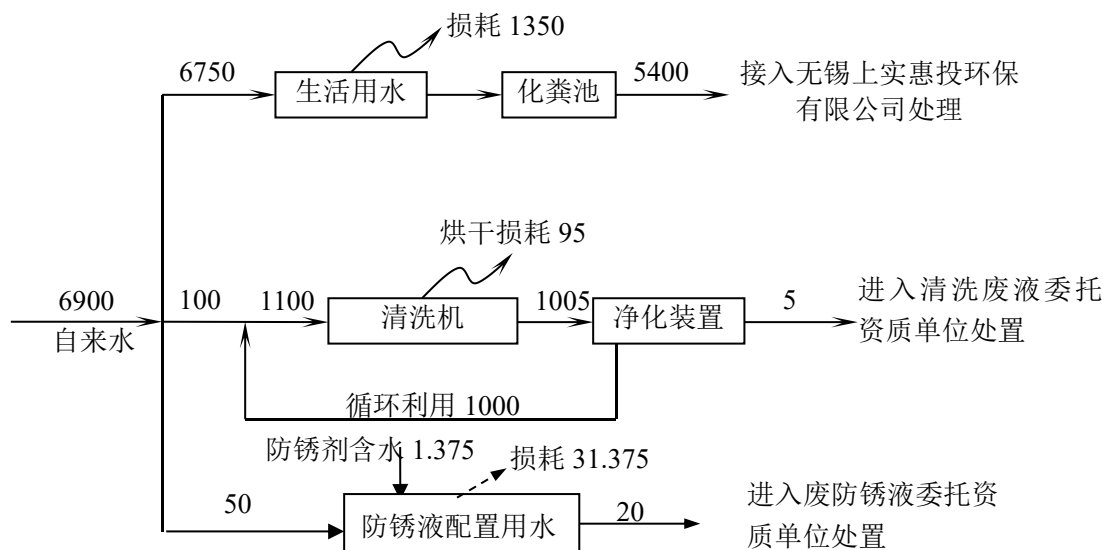 损耗 1350
6750
生活用水
化粪池
5400
接入无锡上实惠投环保
有限公司处理
烘干损耗 95
6900
自来水
100
1100
清洗机
1005
净化装置
5
进入清洗废液委托
资质单位处置
循环利用 1000
防锈剂含水 1.375
损耗 31.375
50
防锈液配置用水
20
进入废防锈液委托资
质单位处置